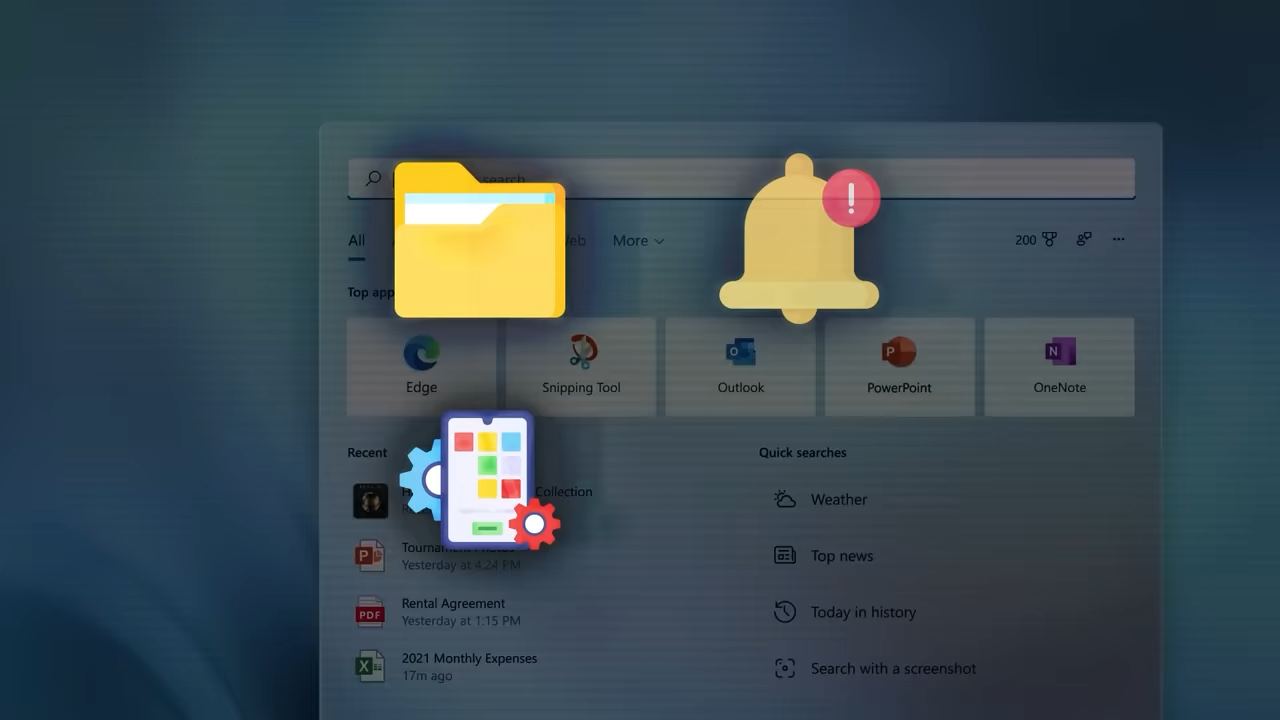 search
All
eb
More
200
Top app
Edge
Snipping Tool
Outlook
PowerPoint
OneNote
Recent
Quick searches
Collection
Yesterday at 4:24 PM
Rental Agreement
Yesterday at 1:15 PM
PDF
2021 Monthly Expenses
17m ago
Weather
Top news
Today in history
Search with a screenshot